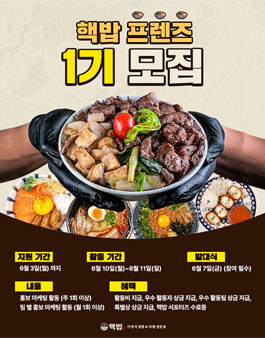 핵밥 프렌즈
1기 모집
지원 기간
6월 3일(월) 까지
활동 기간
6월 10일(월)~8월 11일(일)
발대식
6월 7일(금) (참여 필수)
내용
홍보 마케팅 활동 (주 1회 이상)
팀 별 홍보 마케팅 활동 (월 1회 이상)
혜택
활동비 지급, 우수 활동자 상금 지급, 우수 활동팀 상금 지급,
특별상 상금 지급, 핵밥 서포터즈 수료증
핵밥